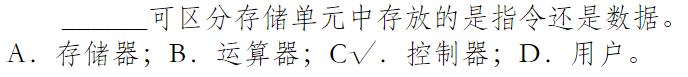 ______可区分存储单元中存放的是指令还是数据。
A．存储器；B．运算器；C√．控制器；D．用户。